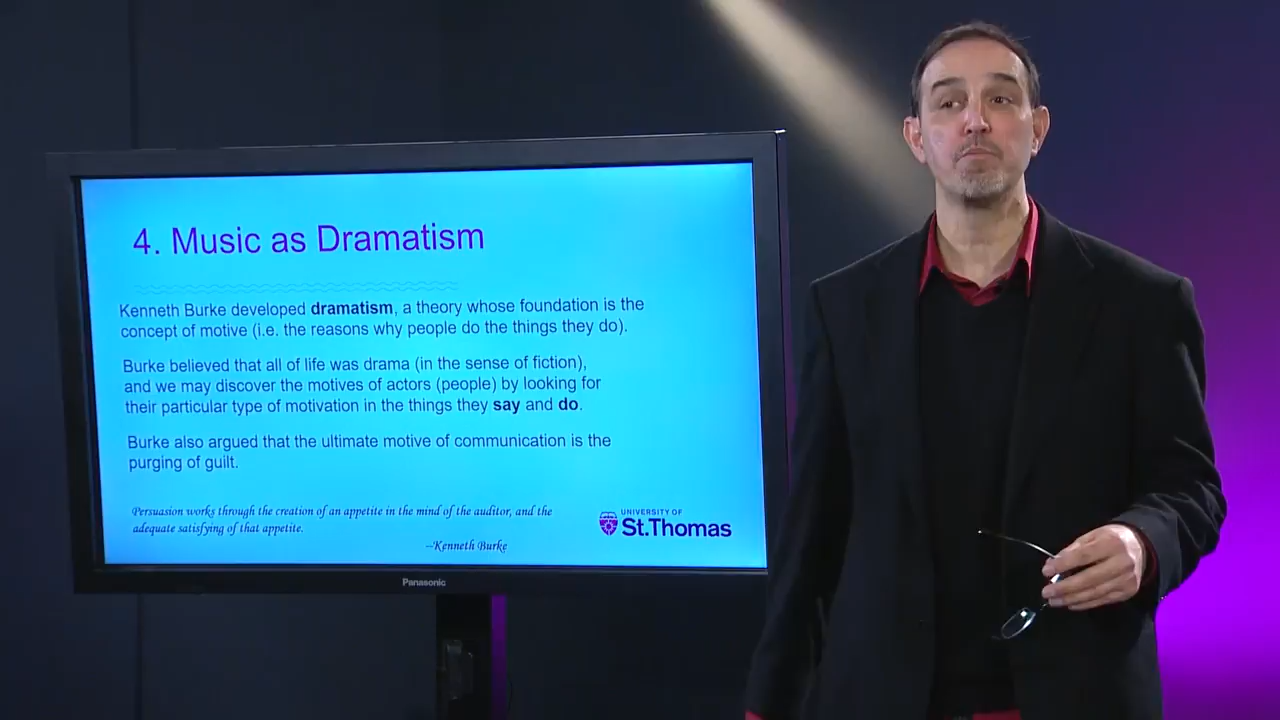 4. Music as Dramatism
Kenneth Burke developed dramatism, a theory whose foundation is the
concept of motive (i.e. the reasons why people do the things they do).
Burke believed that all of life was drama (in the sense of fiction),
and we may discover the motives of actors (people) by looking for
their particular type of motivation in the things they say and do.
Burke also argued that the ultimate motive of communication is the
purging of guilt.
Persuasion works through the creation of an appetite in the mind of the auditor, and the
adequate satisfying of that appetite.
--Kenneth Burke
UNIVERSITY OF
St.Thomas
Panasonic